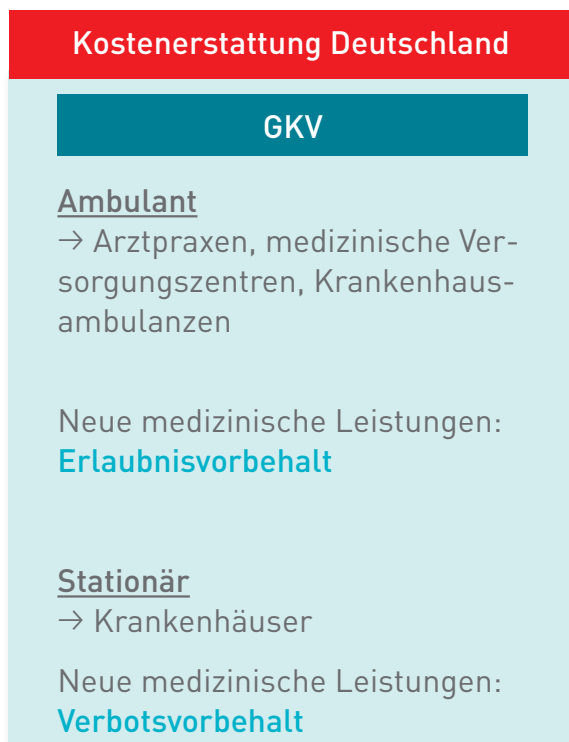 Kostenerstattung Deutschland
GKV
Ambulant
→ Arztpraxen, medizinische Ver-
sorgungszentren, Krankenhaus-
ambulanzen
Neue medizinische Leistungen:
Erlaubnisvorbehalt
Stationär
→ Krankenhäuser
Neue medizinische Leistungen:
Verbotsvorbehalt